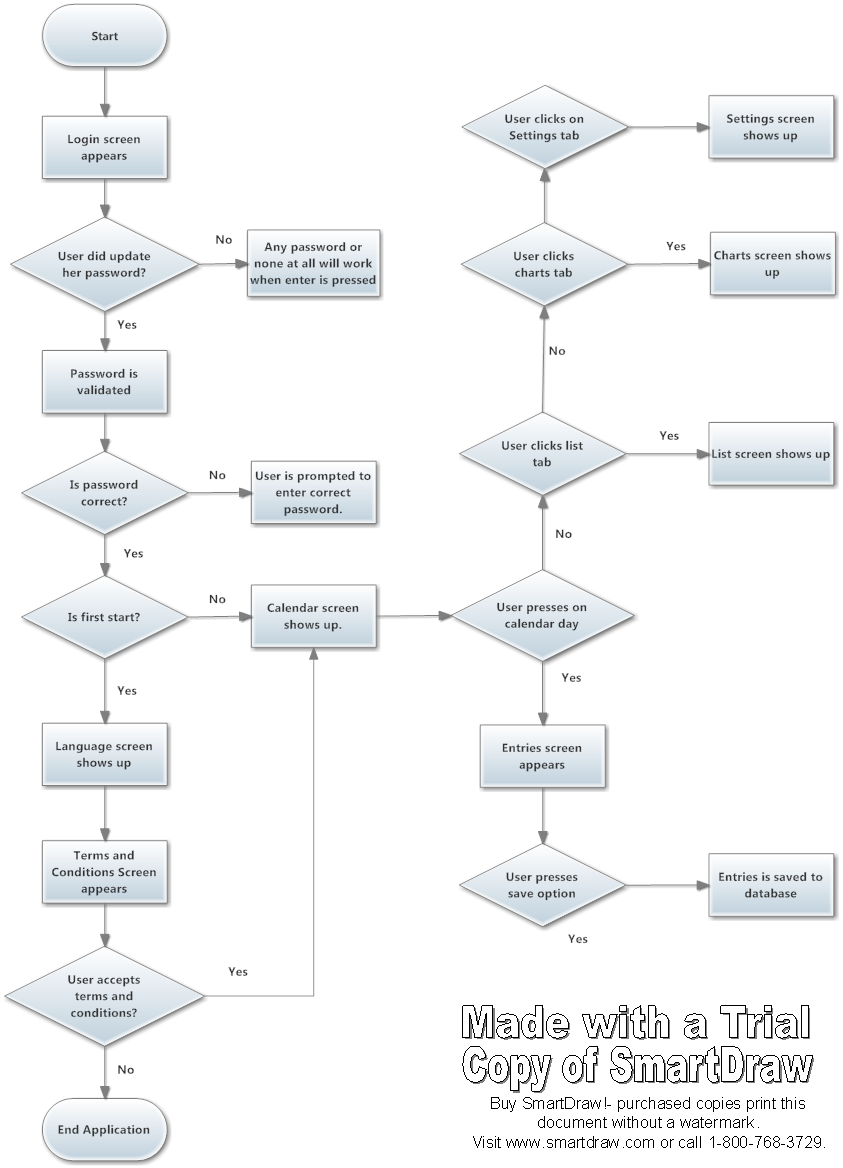 Start
Login screen
appears
User did update
her password?
No
Any password or
none at all will work
when enter is pressed
Yes
Password is
validated
Is password
correct?
No
User is prompted to
enter correct
password.
Yes
Is first start?
No
Calendar screen
shows up.
Yes
Language screen
shows up
Terms and
Conditions Screen
appears
User accepts
terms and
conditions?
Yes
No
End Application
User clicks on
Settings tab
Settings screen
shows up
User clicks
charts tab
Yes
Charts screen shows
up
No
User clicks list
tab
Yes
List screen shows up
No
User presses on
calendar day
Yes
Entries screen
appears
User presses
save option
Entries is saved to
database
Yes
Made with a Trial
Copy of SmartDraw
Buy SmartDraw!- purchased copies print this
document without a watermark.
Visit www.smartdraw.com or call 1-800-768-3729.